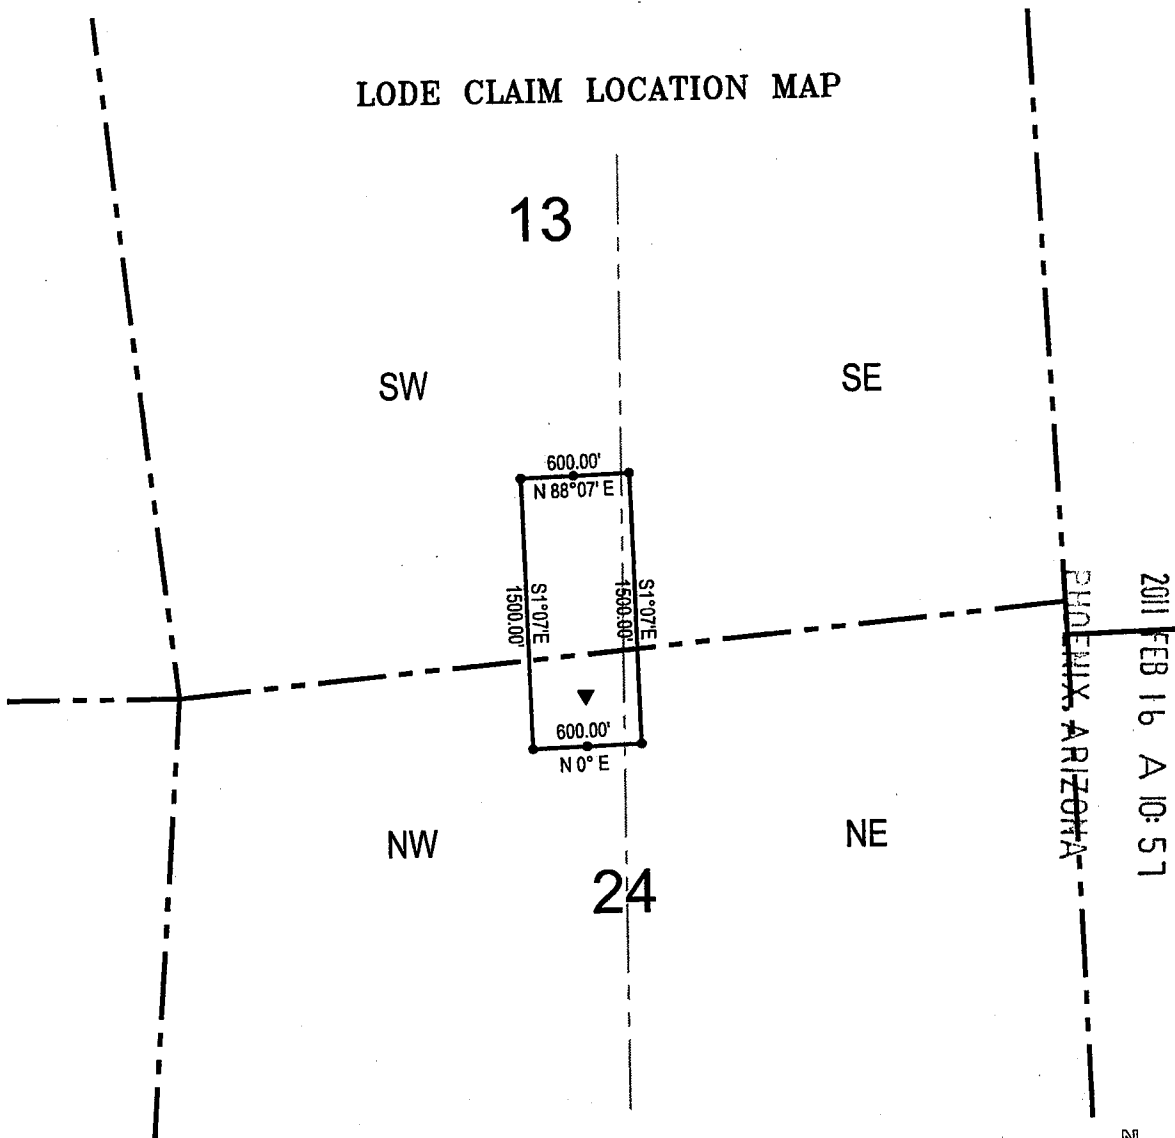 LODE CLAIM LOCATION MAP
13
SW
SE
600.00'
N 88°07' E
S1°07'E
1500.00'
S1°07'E
1500.00'
600.00'
N 0° E
NW
NE
24
2011 FEB 16 A 10: 57
PHOENIX, ARIZONA
N